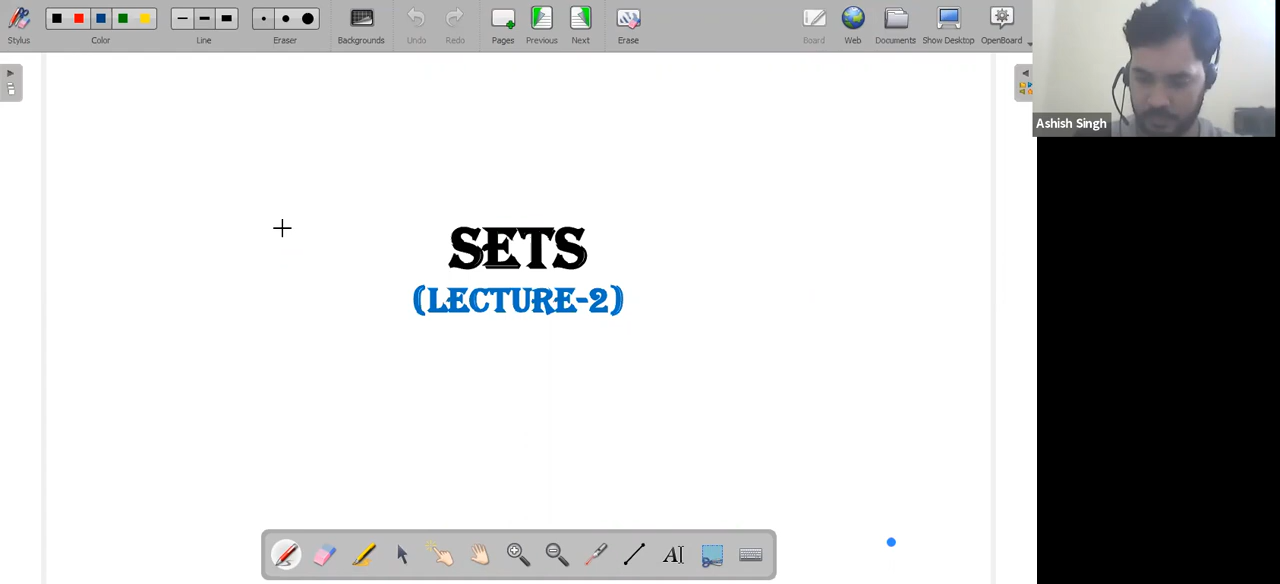 Stylus
Color
Line
Eraser
Backgrounds
Undo
Redo
Pages
Previous
Next
Erase
Board
Web
Documents
Show Desktop
OpenBoard
Ashish Singh
SETS
(LECTURE-2)